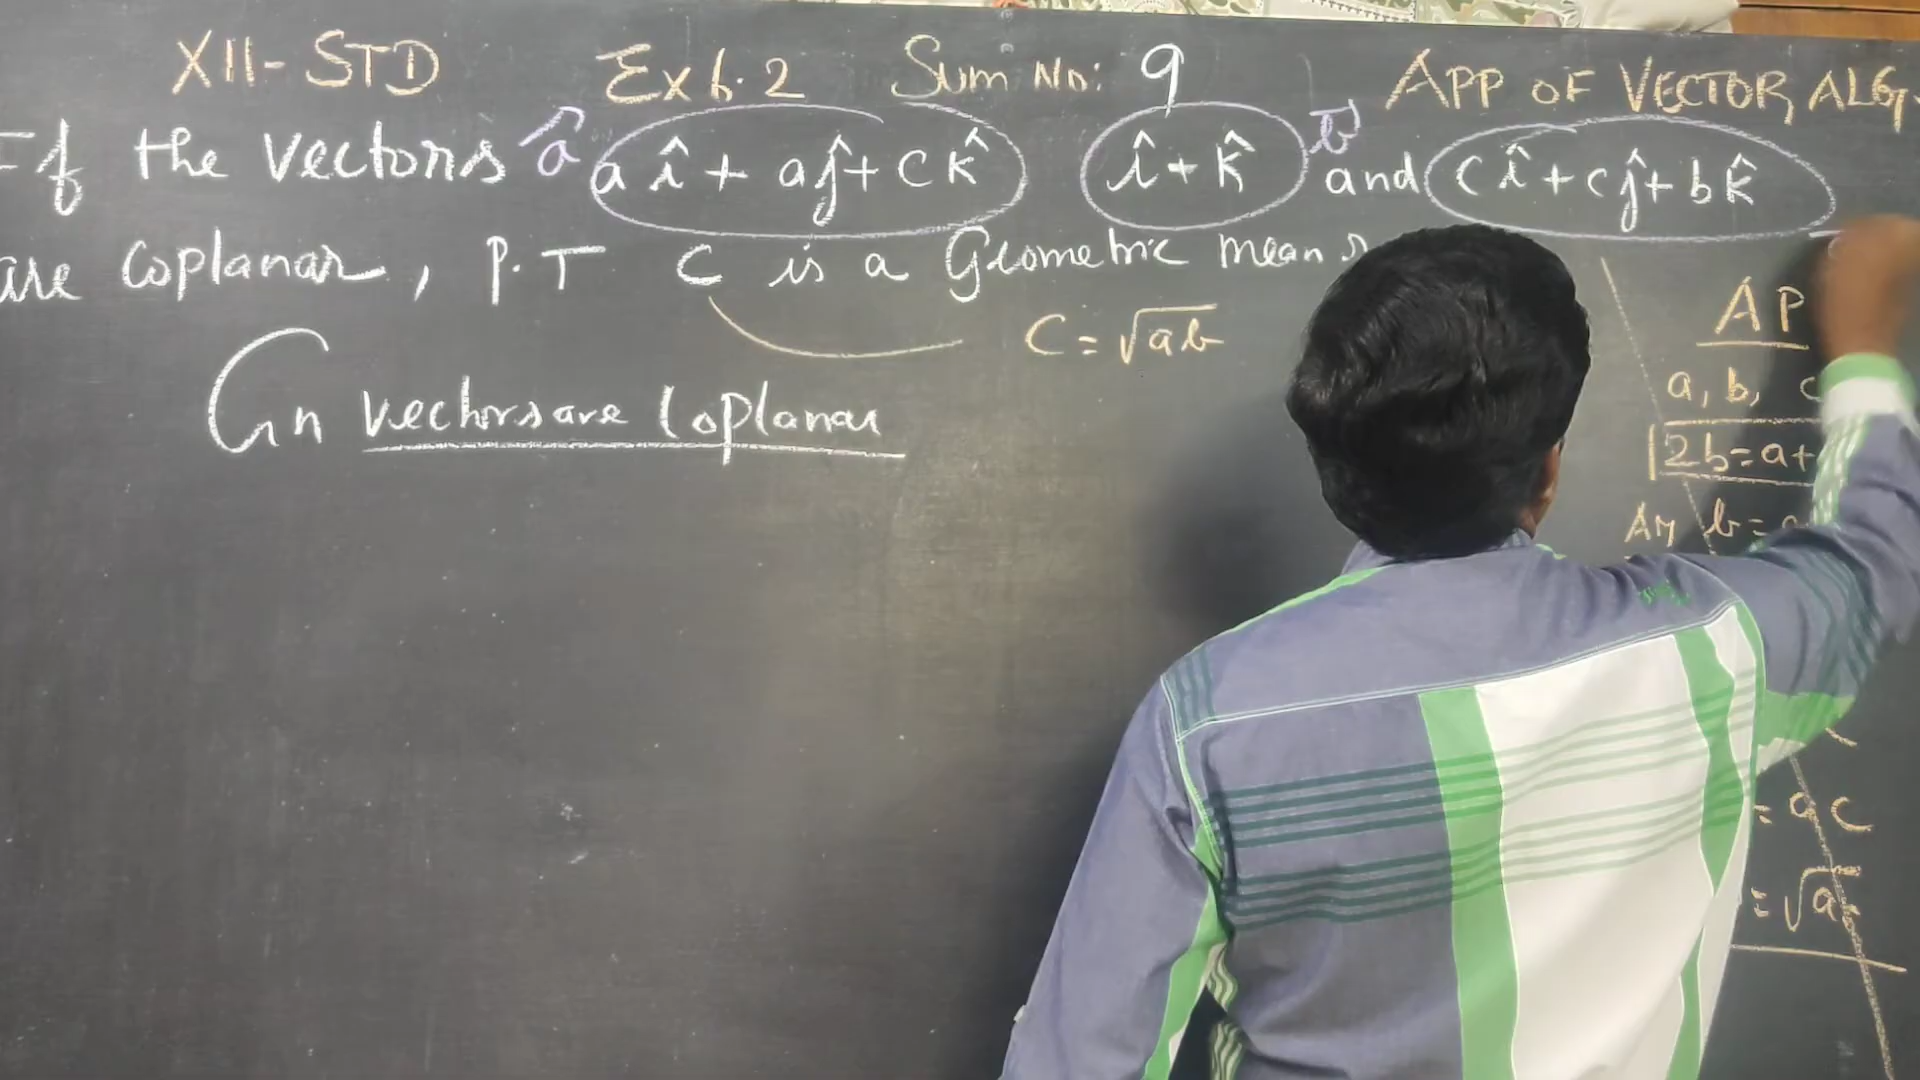 XII-STD Ex 6.2 Sum No: 9 APP OF VECTOR ALG.
If the vectors a⃗ aî + aĵ + ck̂ î + k̂ b⃗ and cî + cĵ + bk̂
are coplanar, P.T C is a Geometric mean
C = √ab
Gn vectors are Coplanar
AP
a, b, c
2b = a +
AM b = a
= ac
= √a